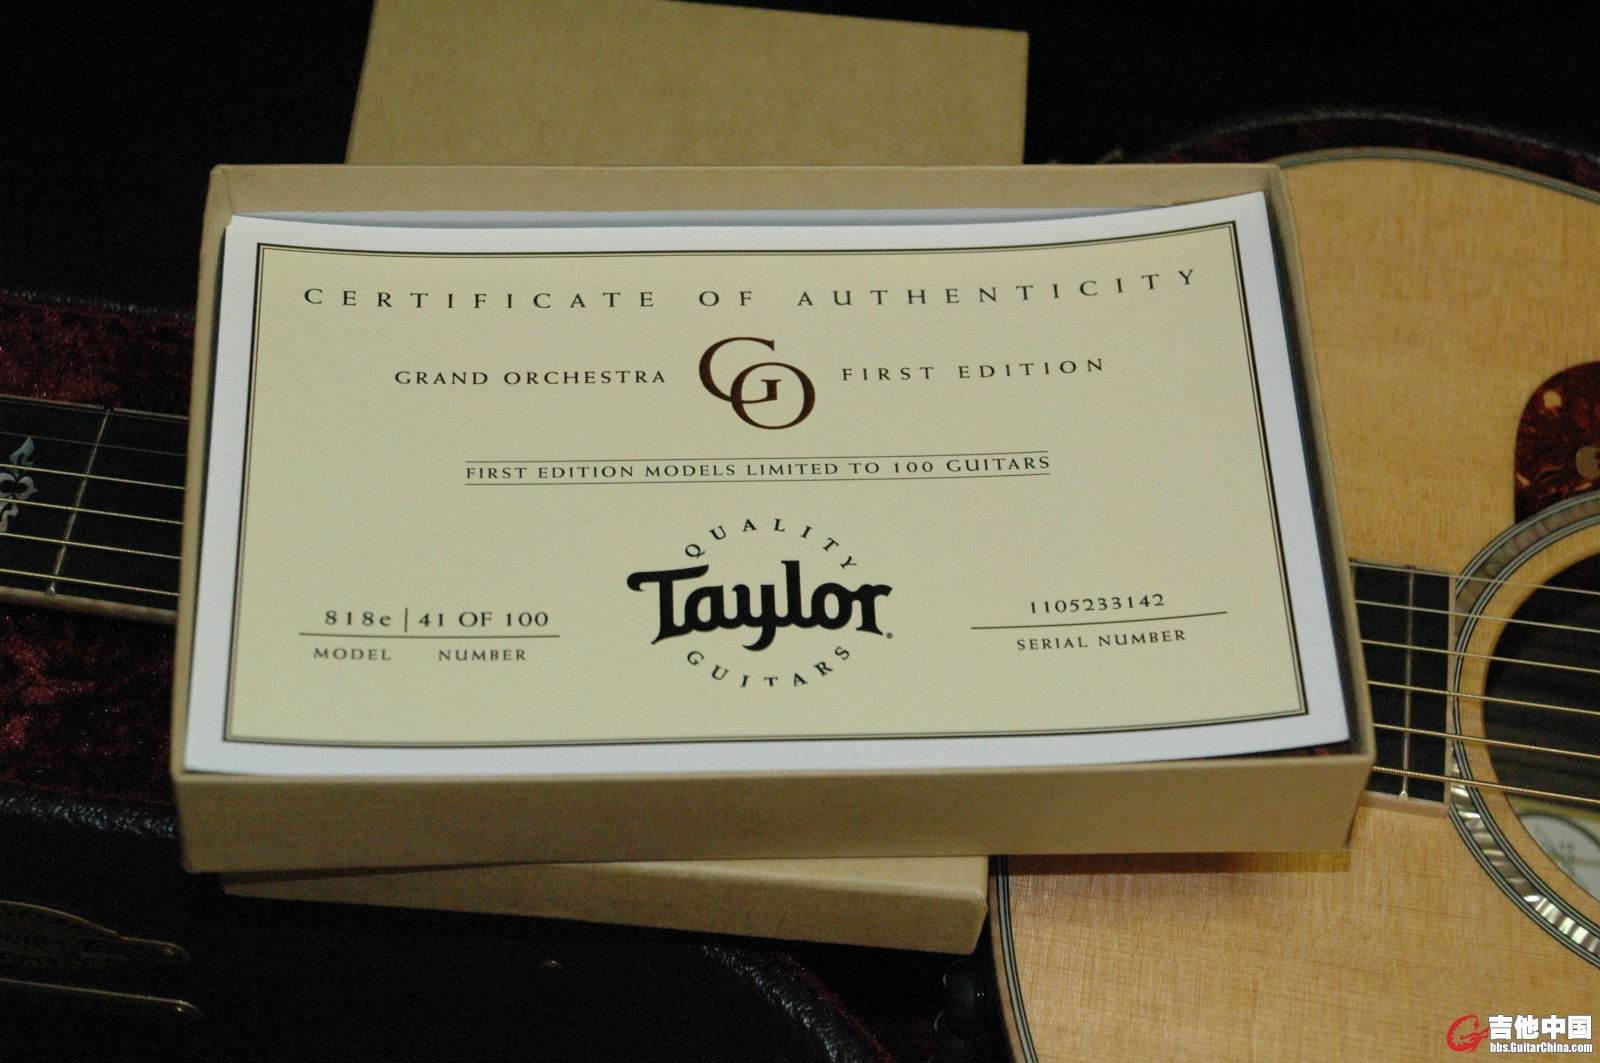 CERTIFICATE OF AUTHENTICITY
GRAND ORCHESTRA GO FIRST EDITION
FIRST EDITION MODELS LIMITED TO 100 GUITARS
QUALITY
Taylor®
GUITARS
818e | 41 OF 100
MODEL NUMBER
1105233142
SERIAL NUMBER
吉他中国
bbs.GuitarChina.com